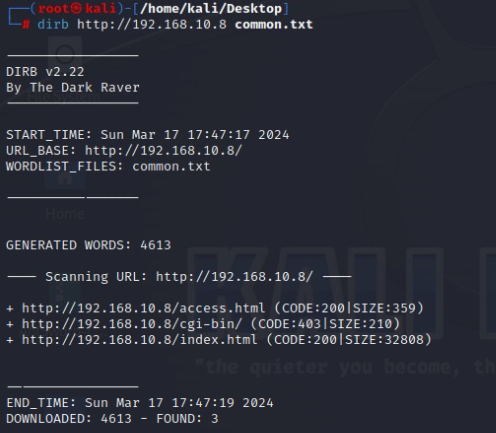 ┌──(root㉿kali)-[/home/kali/Desktop]
└─# dirb http://192.168.10.8 common.txt
-----------------
DIRB v2.22
By The Dark Raver
-----------------
START_TIME: Sun Mar 17 17:47:17 2024
URL_BASE: http://192.168.10.8/
WORDLIST_FILES: common.txt
-----------------
Home
GENERATED WORDS: 4613
---- Scanning URL: http://192.168.10.8/ ----
+ http://192.168.10.8/access.html (CODE:200|SIZE:359)
+ http://192.168.10.8/cgi-bin/ (CODE:403|SIZE:210)
+ http://192.168.10.8/index.html (CODE:200|SIZE:32808)
"the quieter you become, th
-----------------
END_TIME: Sun Mar 17 17:47:19 2024
DOWNLOADED: 4613 - FOUND: 3